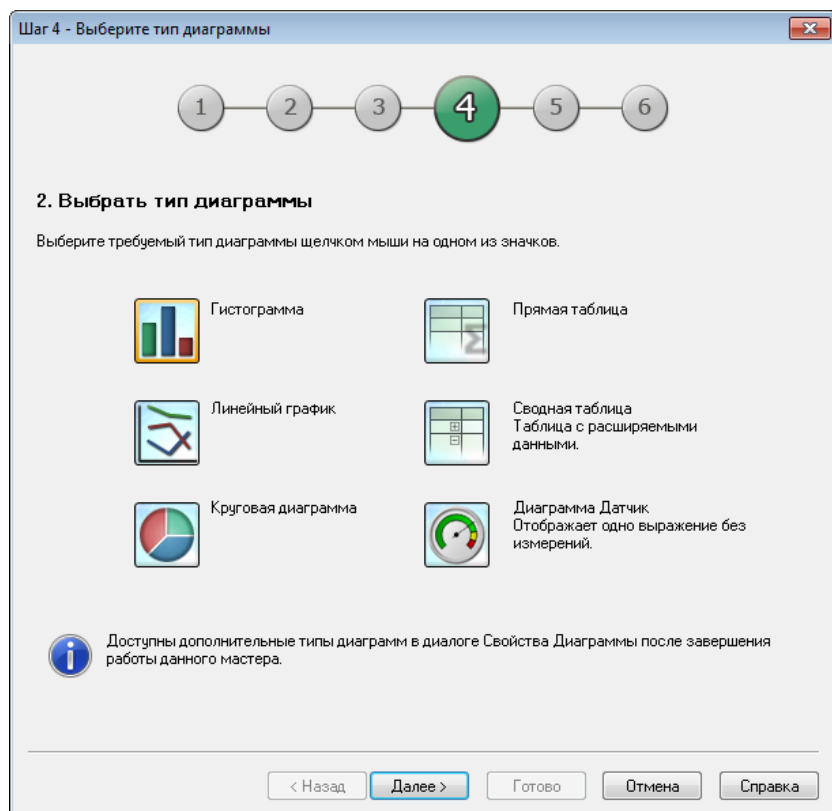 Шаг 4 - Выберите тип диаграммы
1 2 3 4 5 6
2. Выбрать тип диаграммы
Выберите требуемый тип диаграммы щелчком мыши на одном из значков.
Гистограмма
Прямая таблица
Линейный график
Сводная таблица
Таблица с расширяемыми
данными.
Круговая диаграмма
Диаграмма Датчик
Отображает одно выражение без
измерений.
Доступны дополнительные типы диаграмм в диалоге Свойства Диаграммы после завершения
работы данного мастера.
< Назад Далее > Готово Отмена Справка